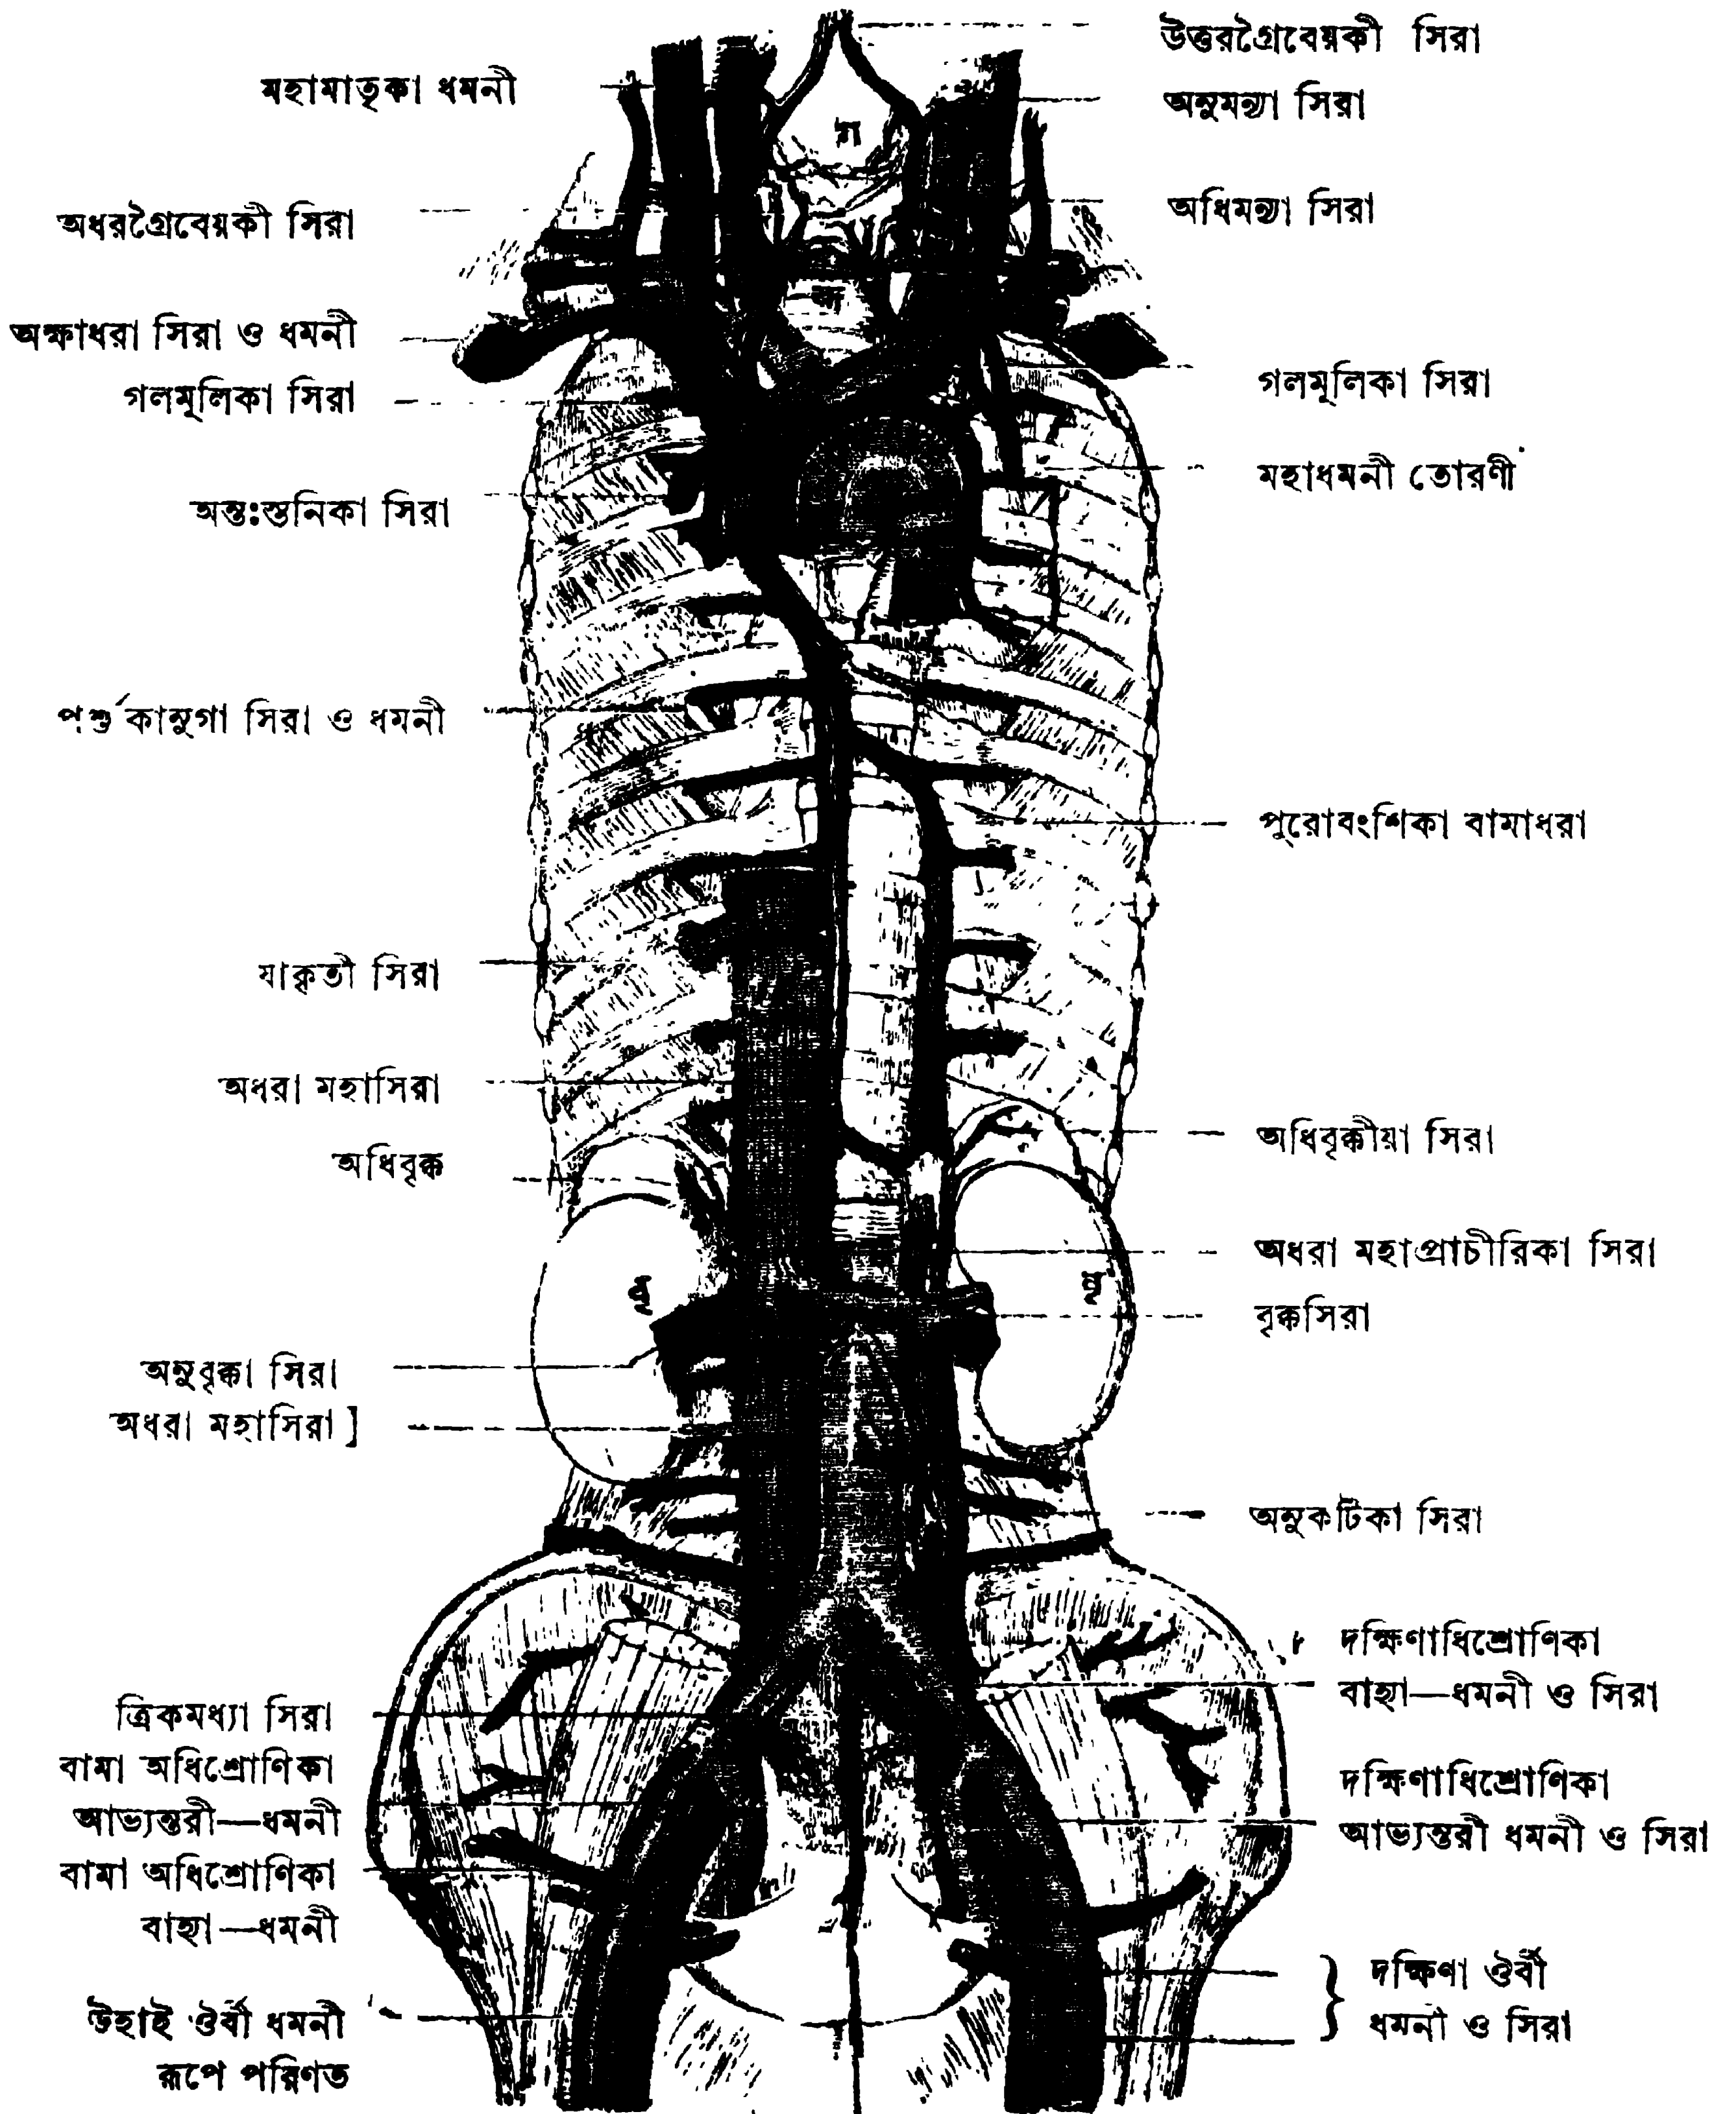 উত্তরগ্রৈবেয়কী সিরা
মহামাতৃকা ধমনী
অনুমন্যা সিরা
গ
অধরগ্রৈবেয়কী সিরা
অধিমন্যা সিরা
অক্ষাধরা সিরা ও ধমনী
গলমূলিকা সিরা
গলমূলিকা সিরা
মহাধমনী তোরণী
অন্তঃস্তনিকা সিরা
পর্শুকানুগা সিরা ও ধমনী
পুরোবংশিকা বামাধরা
যাকৃতী সিরা
অধরা মহাসিরা
অধিবৃক্কীয়া সিরা
অধিবৃক্ক
অধরা মহাপ্রাচীরিকা সিরা
বৃ
বৃ
বৃক্কসিরা
অনুবৃক্কা সিরা
অধরা মহাসিরা]
অনুকটিকা সিরা
দক্ষিণাধিশ্রোণিকা
বাহ্যা—ধমনী ও সিরা
ত্রিকমধ্যা সিরা
বামা অধিশ্রোণিকা
আভ্যন্তরী—ধমনী
দক্ষিণাধিশ্রোণিকা
আভ্যন্তরী ধমনী ও সিরা
বামা অধিশ্রোণিকা
বাহ্যা—ধমনী
দক্ষিণা ঔর্বী
ধমনী ও সিরা
উহাই ঔর্বী ধমনী
রূপে পরিণত